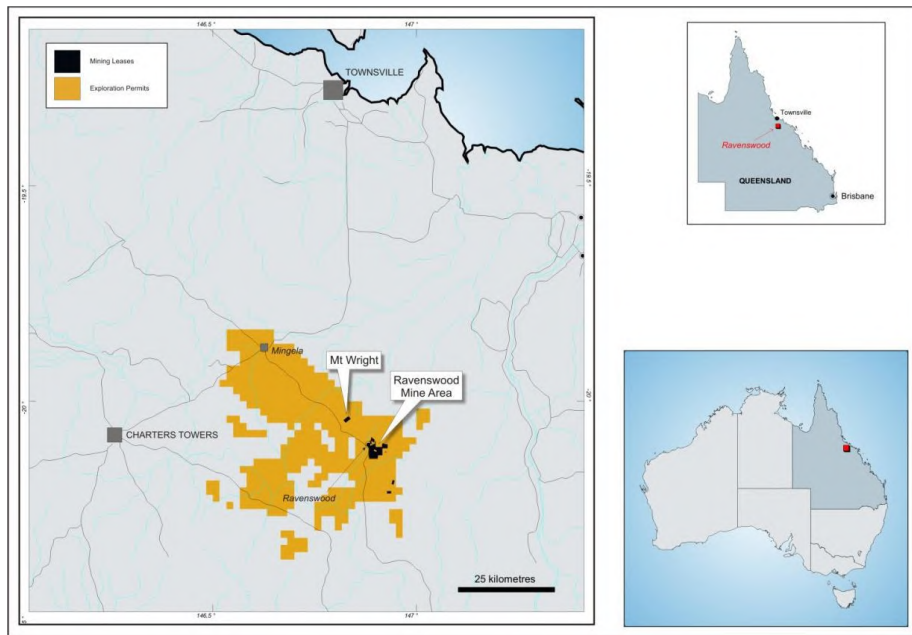 146.5 °
147 °
Mining Leases
Exploration Permits
TOWNSVILLE
19.5 °
Mingela
Mt Wright
Ravenswood
Mine Area
20 °
20 °
CHARTERS TOWERS
Ravenswood
25 kilometres
146.5 °
147 °
Townsville
Ravenswood
QUEENSLAND
Brisbane